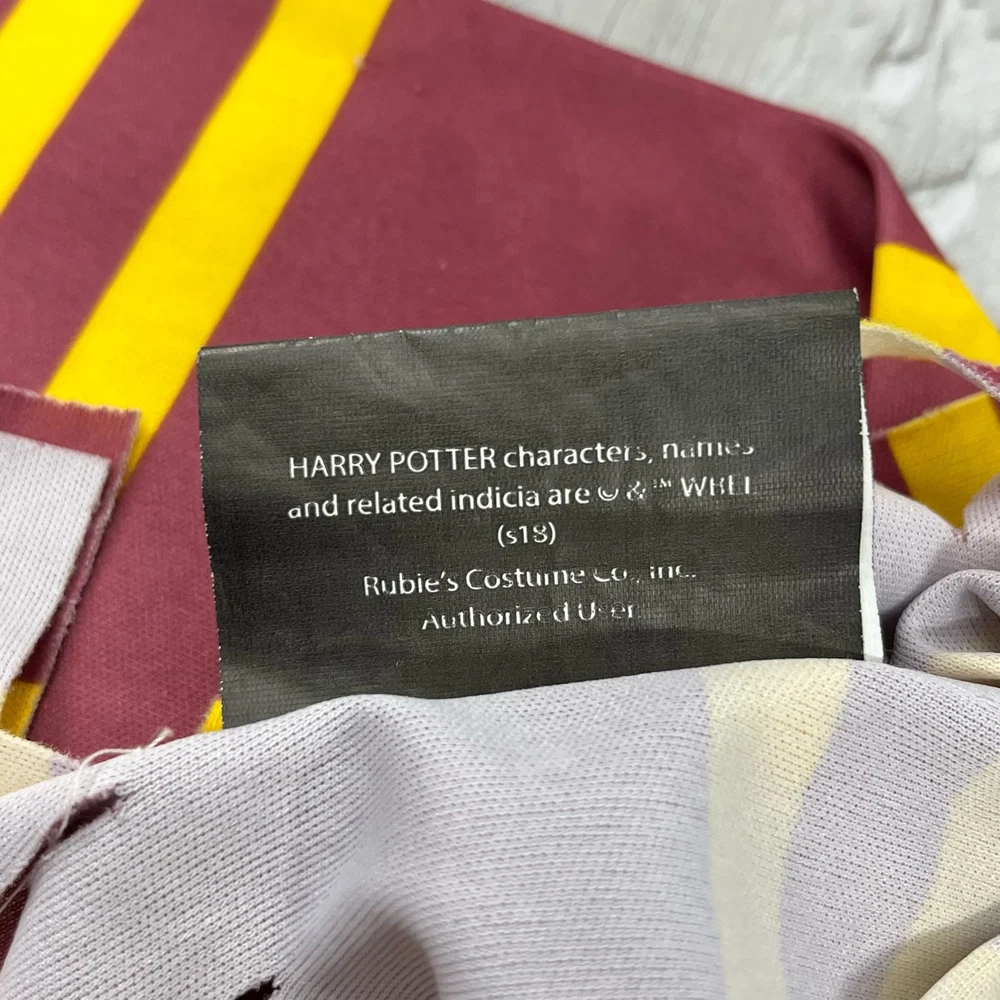 HARRY POTTER characters, names
and related indicia are © & ™ WBEI.
(s18)
Rubie's Costume Co., Inc.
Authorized User.